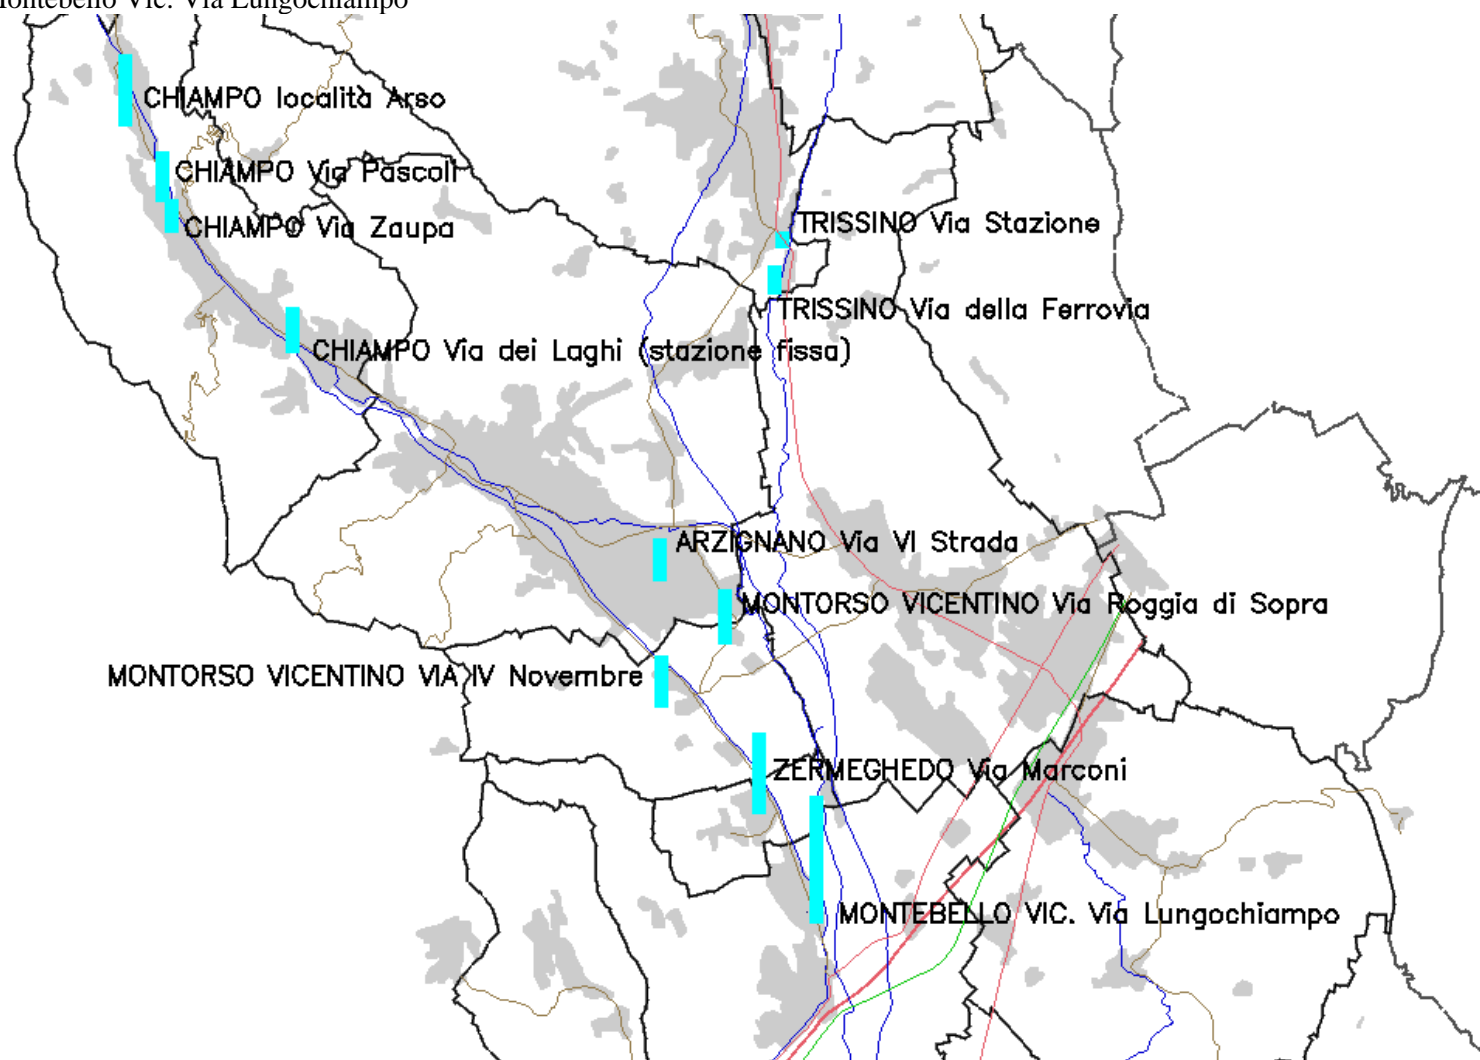 Montebello Vic. Via Lungochiampo
CHIAMPO località Arso
CHIAMPO Via Pascoli
CHIAMPO Via Zaupa
TRISSINO Via Stazione
TRISSINO Via della Ferrovia
CHIAMPO Via dei Laghi (stazione fissa)
ARZIGNANO Via VI Strada
MONTORSO VICENTINO Via Roggia di Sopra
MONTORSO VICENTINO VIA IV Novembre
ZERMEGHEDO Via Marconi
MONTEBELLO VIC. Via Lungochiampo